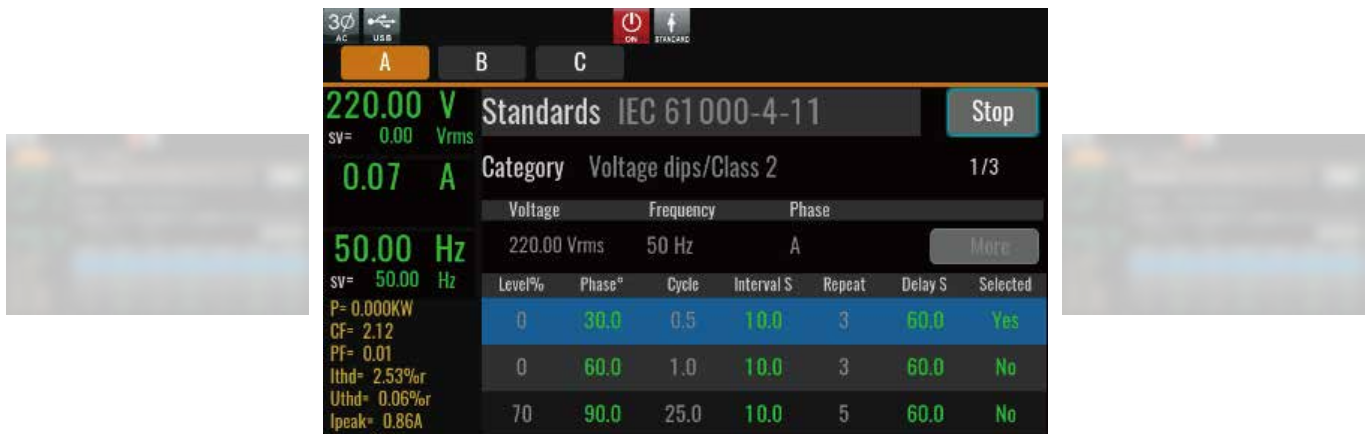 3Ø AC USB ON STANDARD
A B C
220.00 V
sv= 0.00 Vrms
0.07 A
50.00 Hz
sv= 50.00 Hz
P= 0.000KW
CF= 2.12
PF= 0.01
Ithd= 2.53%r
Uthd= 0.06%r
Ipeak= 0.86A
Standards IEC 61000-4-11 Stop
Category Voltage dips/Class 2 1/3
Voltage Frequency Phase
220.00 Vrms 50 Hz A More
Level% Phase° Cycle Interval S Repeat Delay S Selected
0 30.0 0.5 10.0 3 60.0 Yes
0 60.0 1.0 10.0 3 60.0 No
70 90.0 25.0 10.0 5 60.0 No